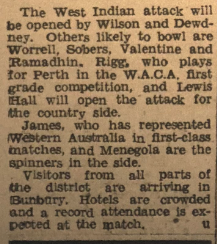 The West Indian attack will
be opened by Wilson and Dewd-
ney. Others likely to bowl are
Worrell, Sobers, Valentine and
Ramadhin. Rigg, who plays
for Perth in the W.A.C.A. first
grade competition, and Lewis
Hall will open the attack for
the country side.
James, who has represented
Western Australia in first-class
matches, and Menegola are the
spinners in the side.
Visitors from all parts of
the district are arriving in
Bunbury. Hotels are crowded
and a record attendance is ex-
pected at the match. u